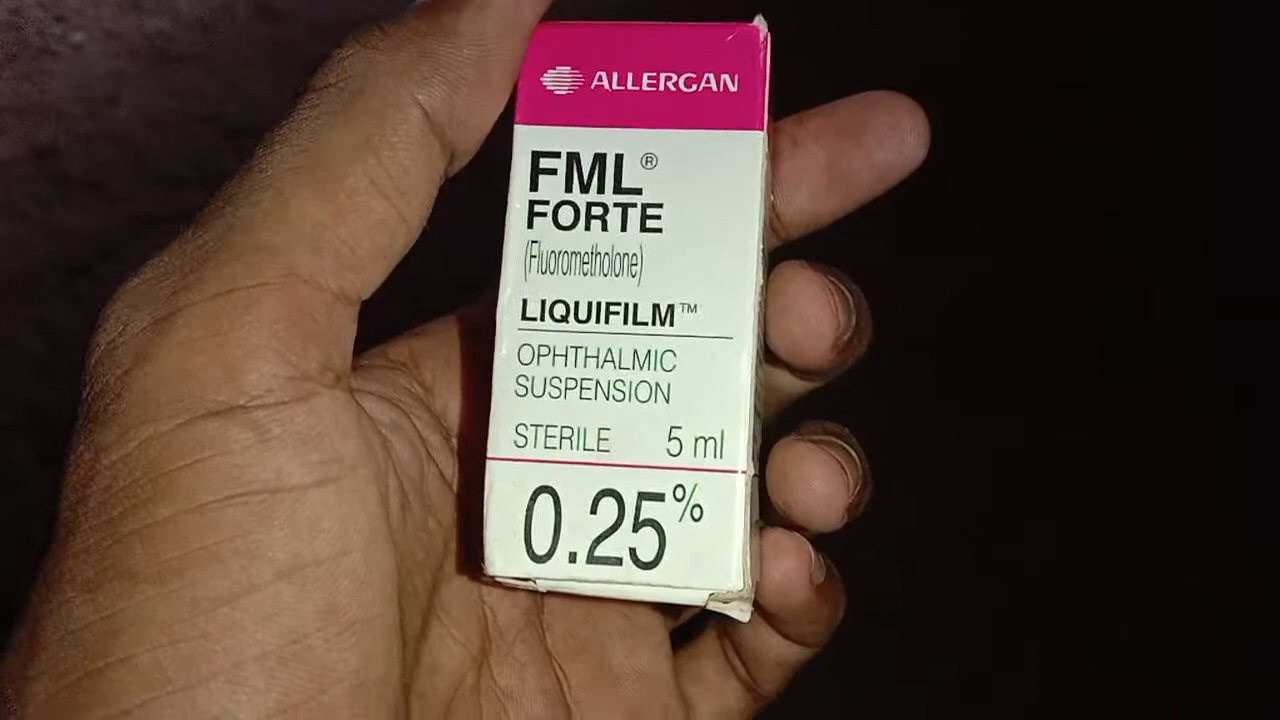 ALLERGAN
FML®
FORTE
(Fluorometholone)
LIQUIFILM™
OPHTHALMIC
SUSPENSION
STERILE 5 ml
0.25%